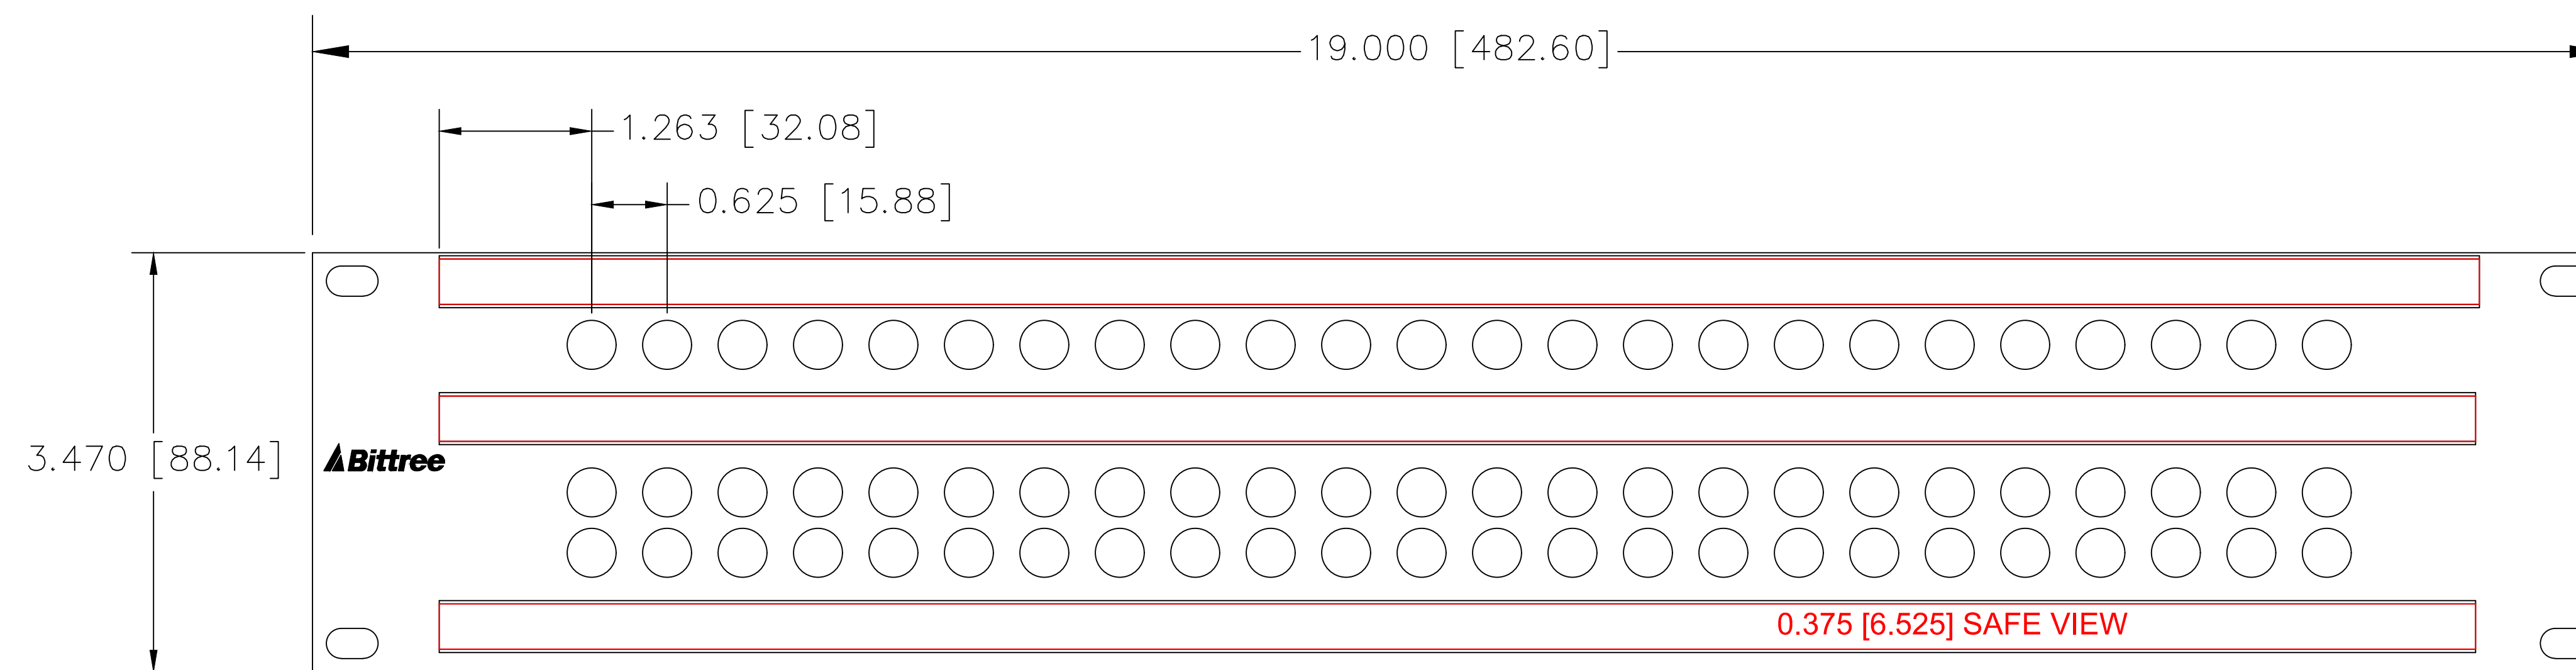 19.000 [482.60]
1.263 [32.08]
0.625 [15.88]
3.470 [88.14]
Bittree
0.375 [6.525] SAFE VIEW